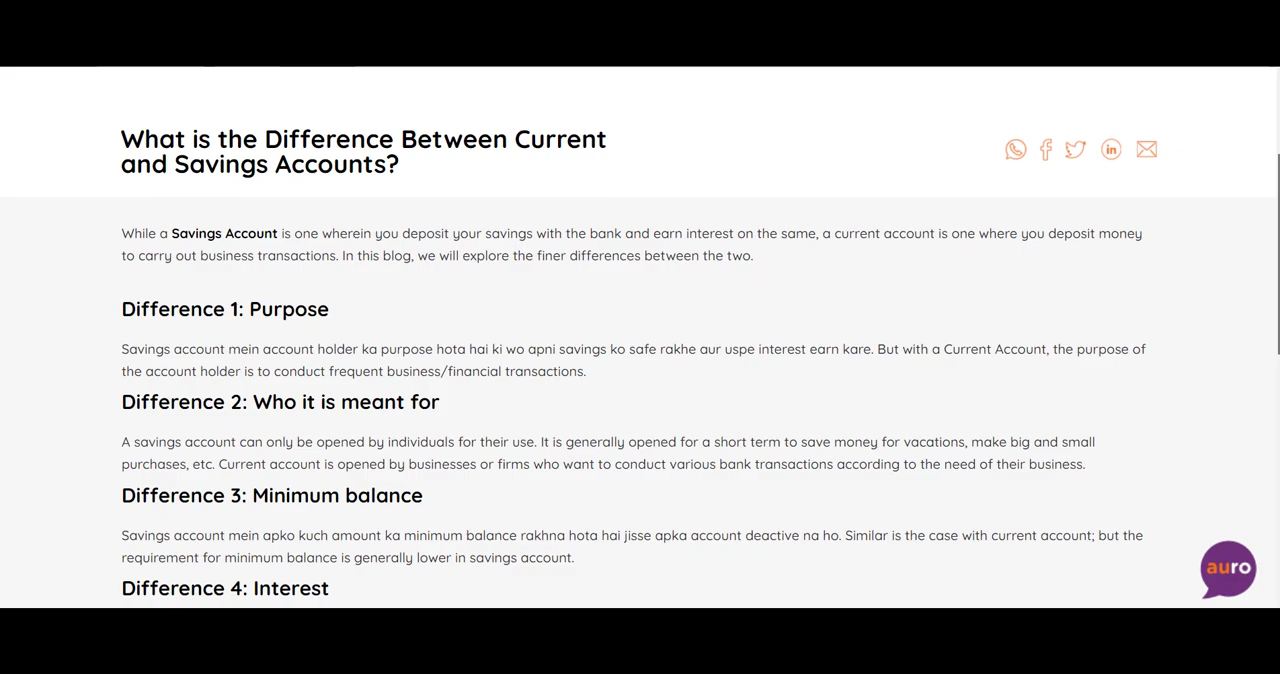 What is the Difference Between Current
and Savings Accounts?
While a Savings Account is one wherein you deposit your savings with the bank and earn interest on the same, a current account is one where you deposit money
to carry out business transactions. In this blog, we will explore the finer differences between the two.
Difference 1: Purpose
Savings account mein account holder ka purpose hota hai ki wo apni savings ko safe rakhe aur uspe interest earn kare. But with a Current Account, the purpose of
the account holder is to conduct frequent business/financial transactions.
Difference 2: Who it is meant for
A savings account can only be opened by individuals for their use. It is generally opened for a short term to save money for vacations, make big and small
purchases, etc. Current account is opened by businesses or firms who want to conduct various bank transactions according to the need of their business.
Difference 3: Minimum balance
Savings account mein apko kuch amount ka minimum balance rakhna hota hai jisse apka account deactive na ho. Similar is the case with current account; but the
requirement for minimum balance is generally lower in savings account.
auro
Difference 4: Interest